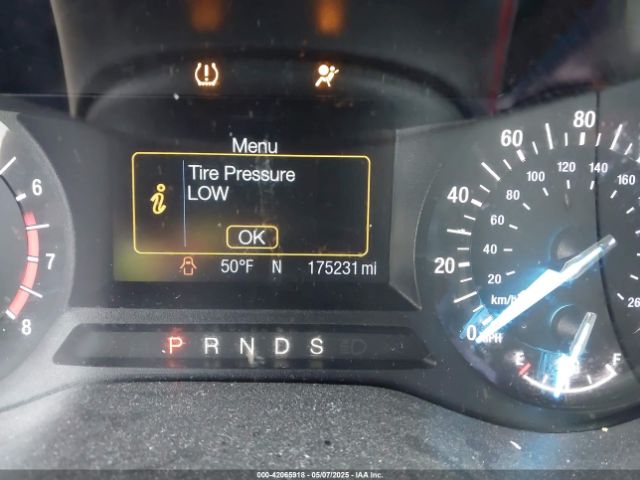 Menu
Tire Pressure
LOW
i
OK
50°F N 175231 mi
P R N D S
6
7
8
0
20
40
60
80
MPH
20
40
60
80
100
120
140
160
km/h
E F
000-42065918 - 05/07/2025 - IAA Inc.